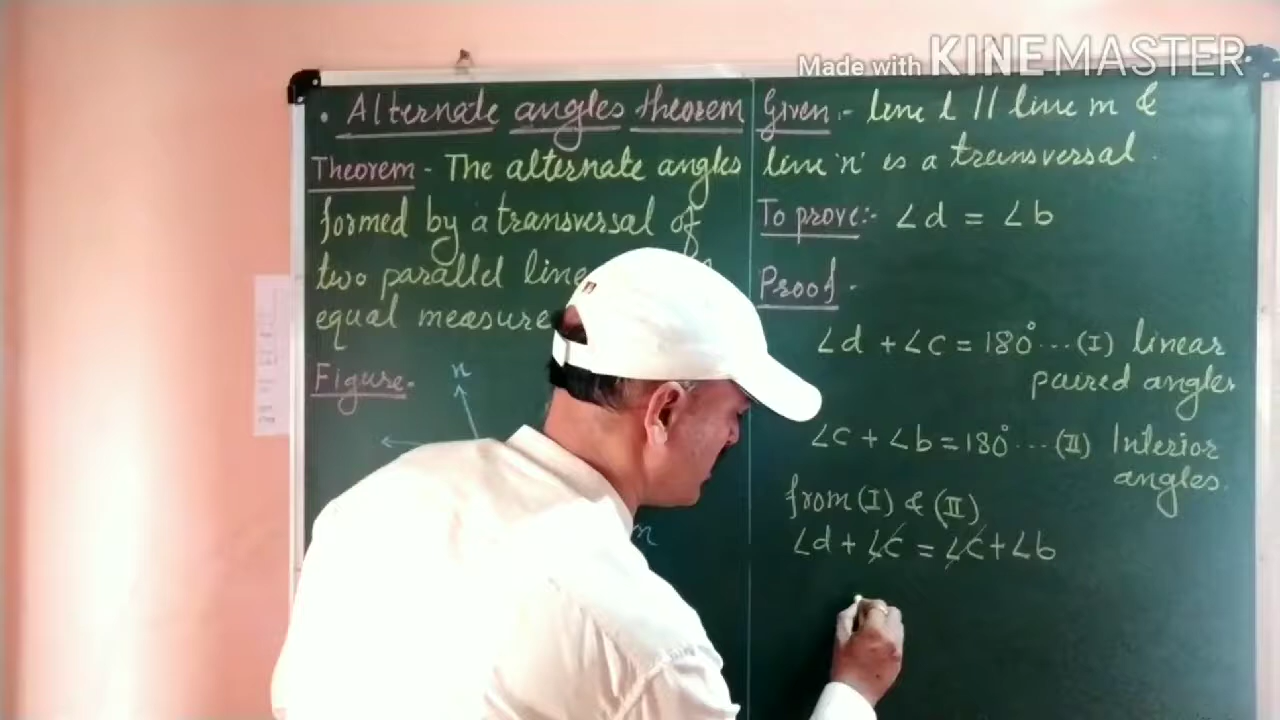 Made with KINEMASTER
. Alternate angles theorem
Theorem - The alternate angles
formed by a transversal of
two parallel line
equal measure
Figure -
n
m
Given :- line l // line m &
line 'n' is a transversal .
To prove :- ∠d = ∠b
Proof -
∠d + ∠c = 180° ... (I) linear
paired angles
∠c + ∠b = 180° .... (II) Interior
angles.
from (I) & (II)
∠d + ∠c = ∠c + ∠b